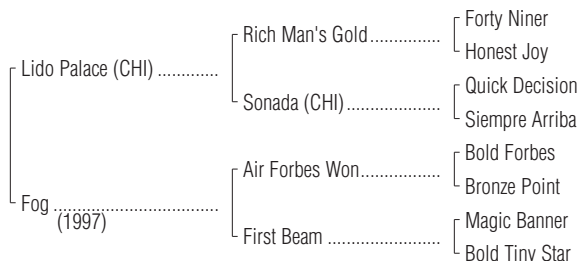 Forty Niner
Rich Man's Gold
Honest Joy
Lido Palace (CHI)
Quick Decision
Sonada (CHI)
Siempre Arriba
Bold Forbes
Air Forbes Won
Bronze Point
Fog
(1997)
Magic Banner
First Beam
Bold Tiny Star